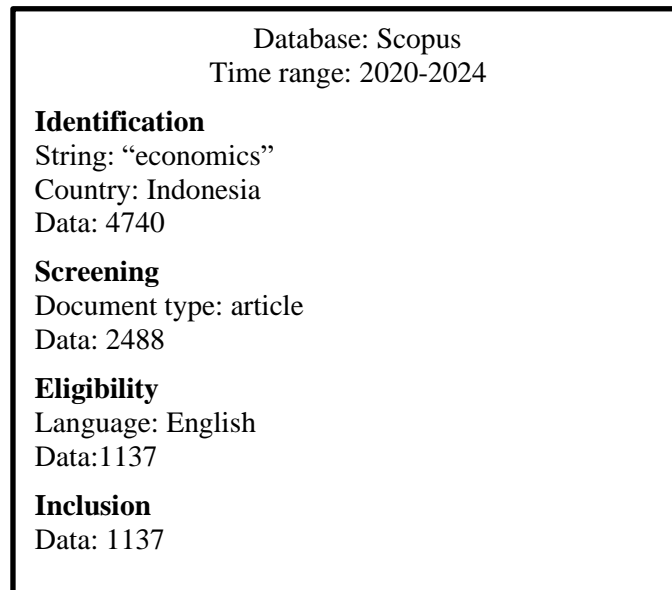 Database: Scopus
Time range: 2020-2024
Identification
String: “economics”
Country: Indonesia
Data: 4740
Screening
Document type: article
Data: 2488
Eligibility
Language: English
Data:1137
Inclusion
Data: 1137